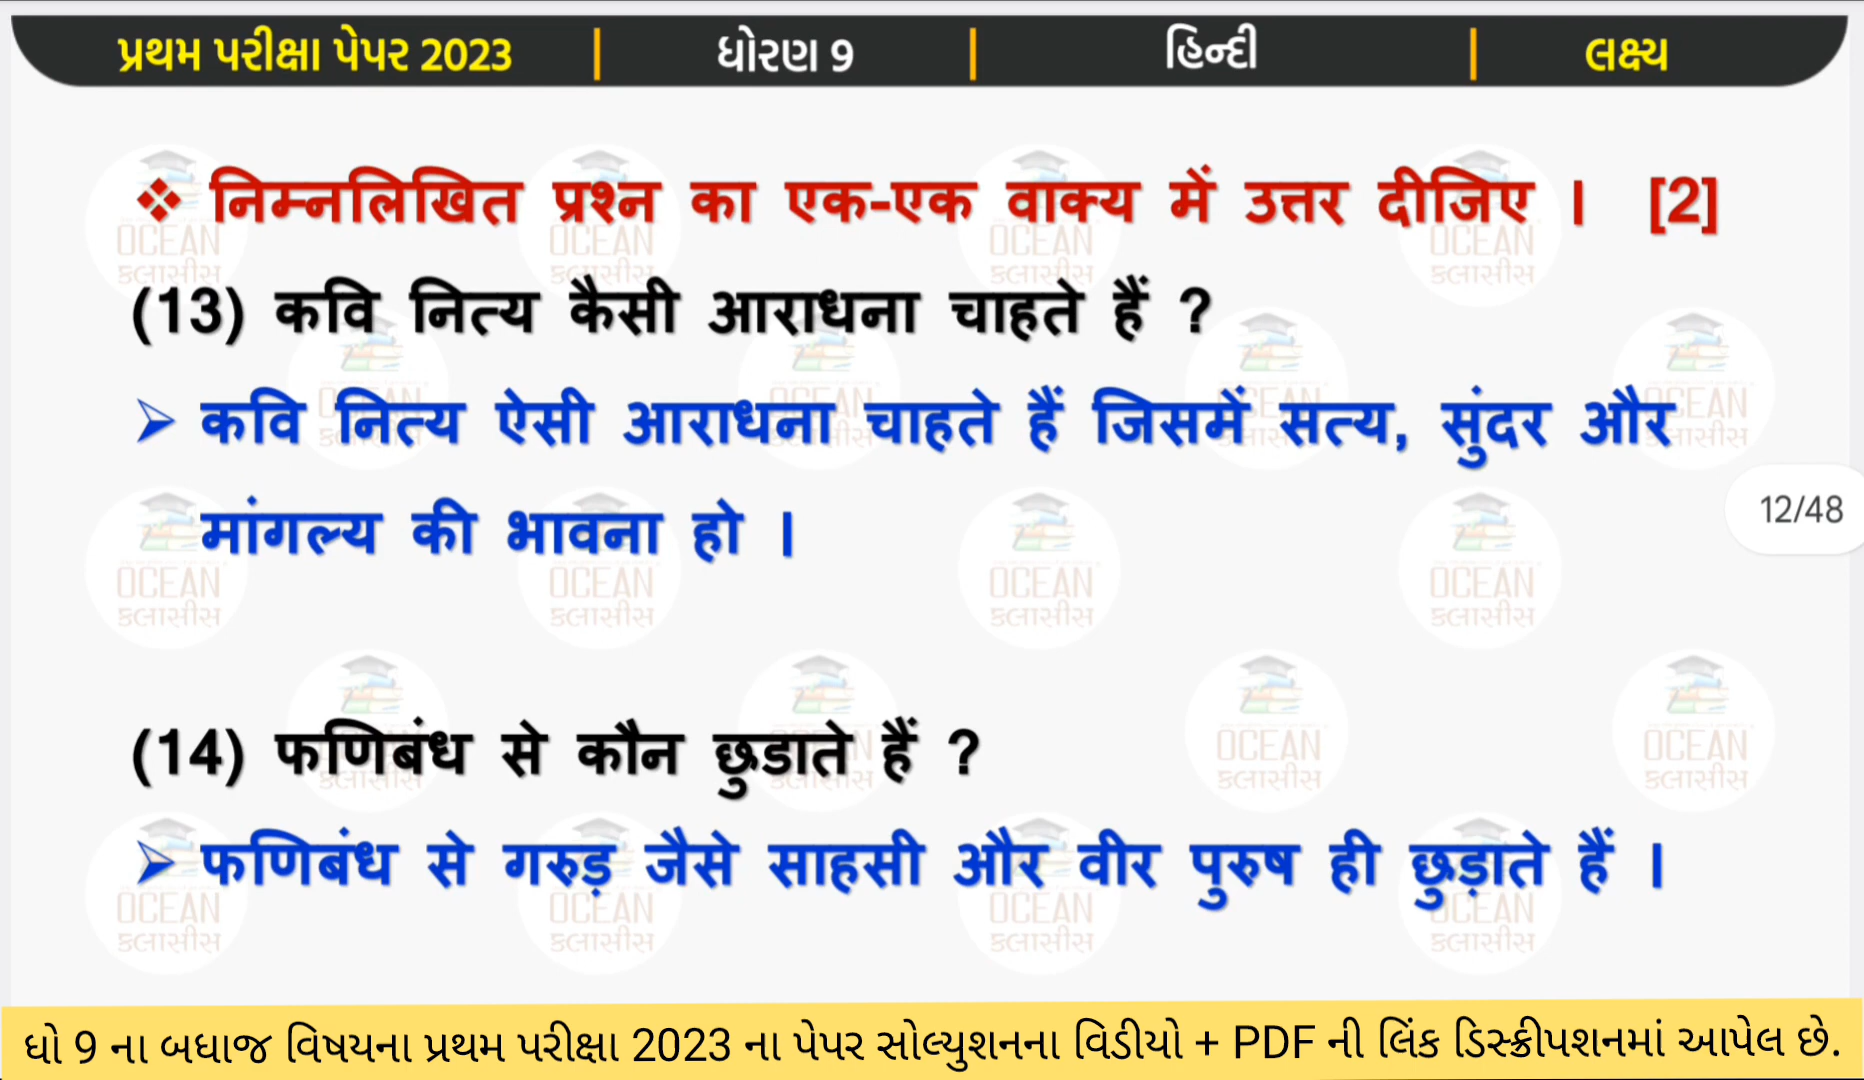 પ્રથમ પરીક્ષા પેપર 2023 | ધોરણ 9 | હિન્દી | લક્ષ્ય
❖ निम्नलिखित प्रश्न का एक-एक वाक्य में उत्तर दीजिए । [2]
(13) कवि नित्य कैसी आराधना चाहते हैं ?
➢ कवि नित्य ऐसी आराधना चाहते हैं जिसमें सत्य, सुंदर और
मांगल्य की भावना हो ।
12/48
(14) फणिबंध से कौन छुडाते हैं ?
➢ फणिबंध से गरुड़ जैसे साहसी और वीर पुरुष ही छुड़ाते हैं ।
OCEAN
ક્લાસીસ
ધો 9 ના બધાજ વિષયના પ્રથમ પરીક્ષા 2023 ના પેપર સોલ્યુશનના વિડીયો + PDF ની લિંક ડિસ્ક્રીપશનમાં આપેલ છે.